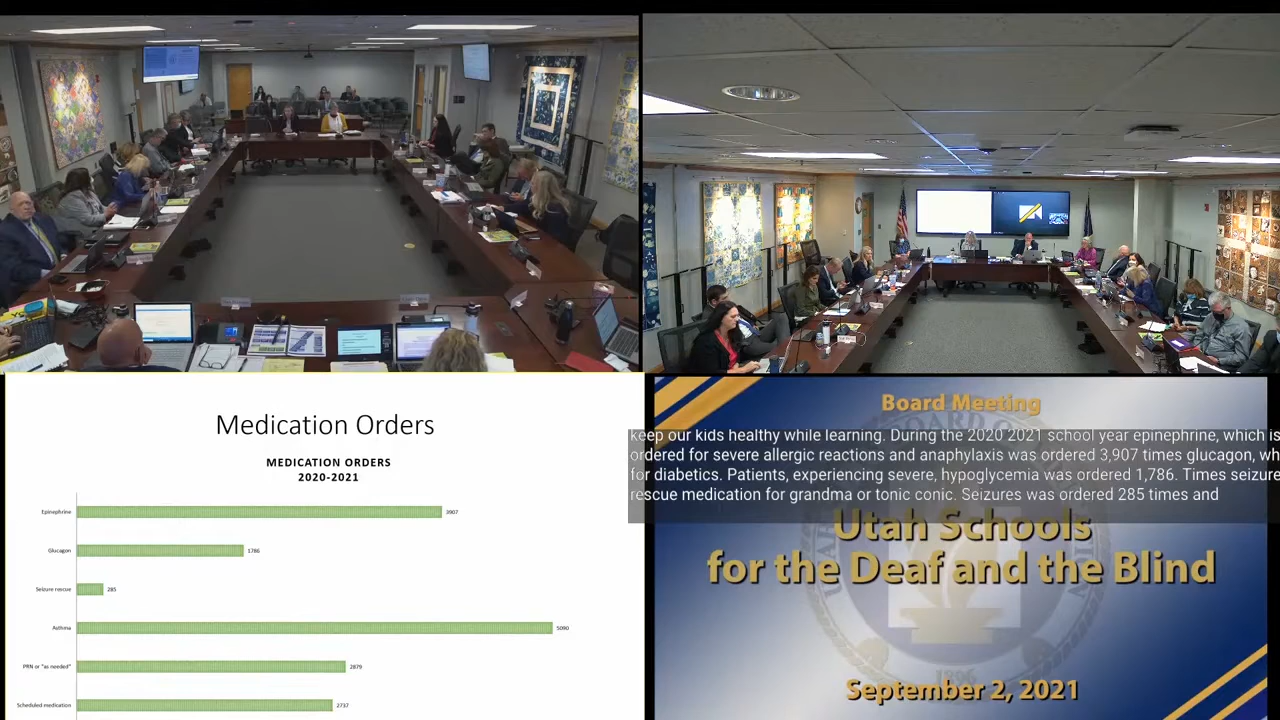 Medication Orders
MEDICATION ORDERS
2020-2021
Epinephrine 3907
Glucagon 1786
Seizure rescue 285
Asthma 5090
PRN or "as needed" 2879
Scheduled medication 2737
Board Meeting
keep our kids healthy while learning. During the 2020 2021 school year epinephrine, which is
ordered for severe allergic reactions and anaphylaxis was ordered 3,907 times glucagon, wh
for diabetics. Patients, experiencing severe, hypoglycemia was ordered 1,786. Times seizure
rescue medication for grandma or tonic conic. Seizures was ordered 285 times and
Utah Schools
for the Deaf and the Blind
1896
September 2, 2021